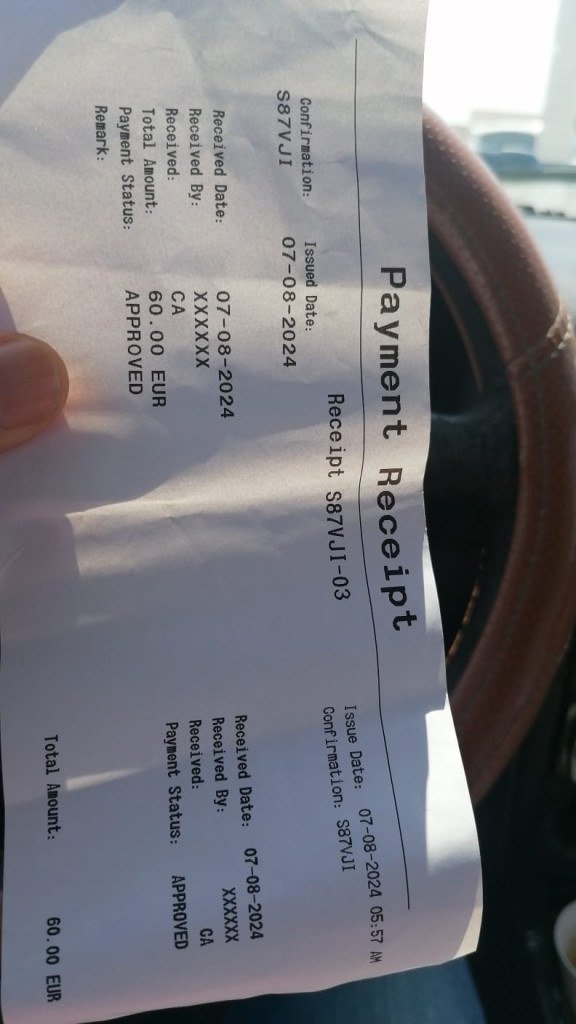 Payment Receipt
Receipt S87VJI-03
Confirmation: Issued Date:
S87VJI 07-08-2024
Received Date: 07-08-2024
Received By: XXXXXX
Received: CA
Total Amount: 60.00 EUR
Payment Status: APPROVED
Remark:
Issue Date: 07-08-2024 05:57 AM
Confirmation: S87VJI
Received Date: 07-08-2024
Received By: XXXXXX
Received: CA
Payment Status: APPROVED
Total Amount: 60.00 EUR